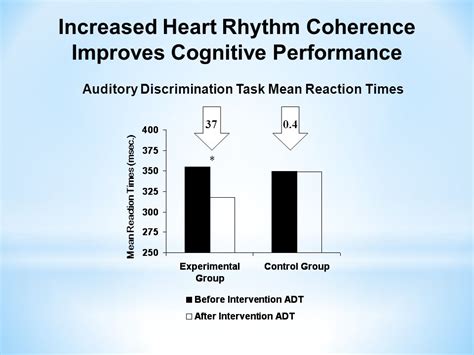 Increased Heart Rhythm Coherence
Improves Cognitive Performance
Auditory Discrimination Task Mean Reaction Times
37
0.4
*
Mean Reaction Times (msec.)
400
375
350
325
300
275
250
Experimental
Group
Control Group
Before Intervention ADT
After Intervention ADT